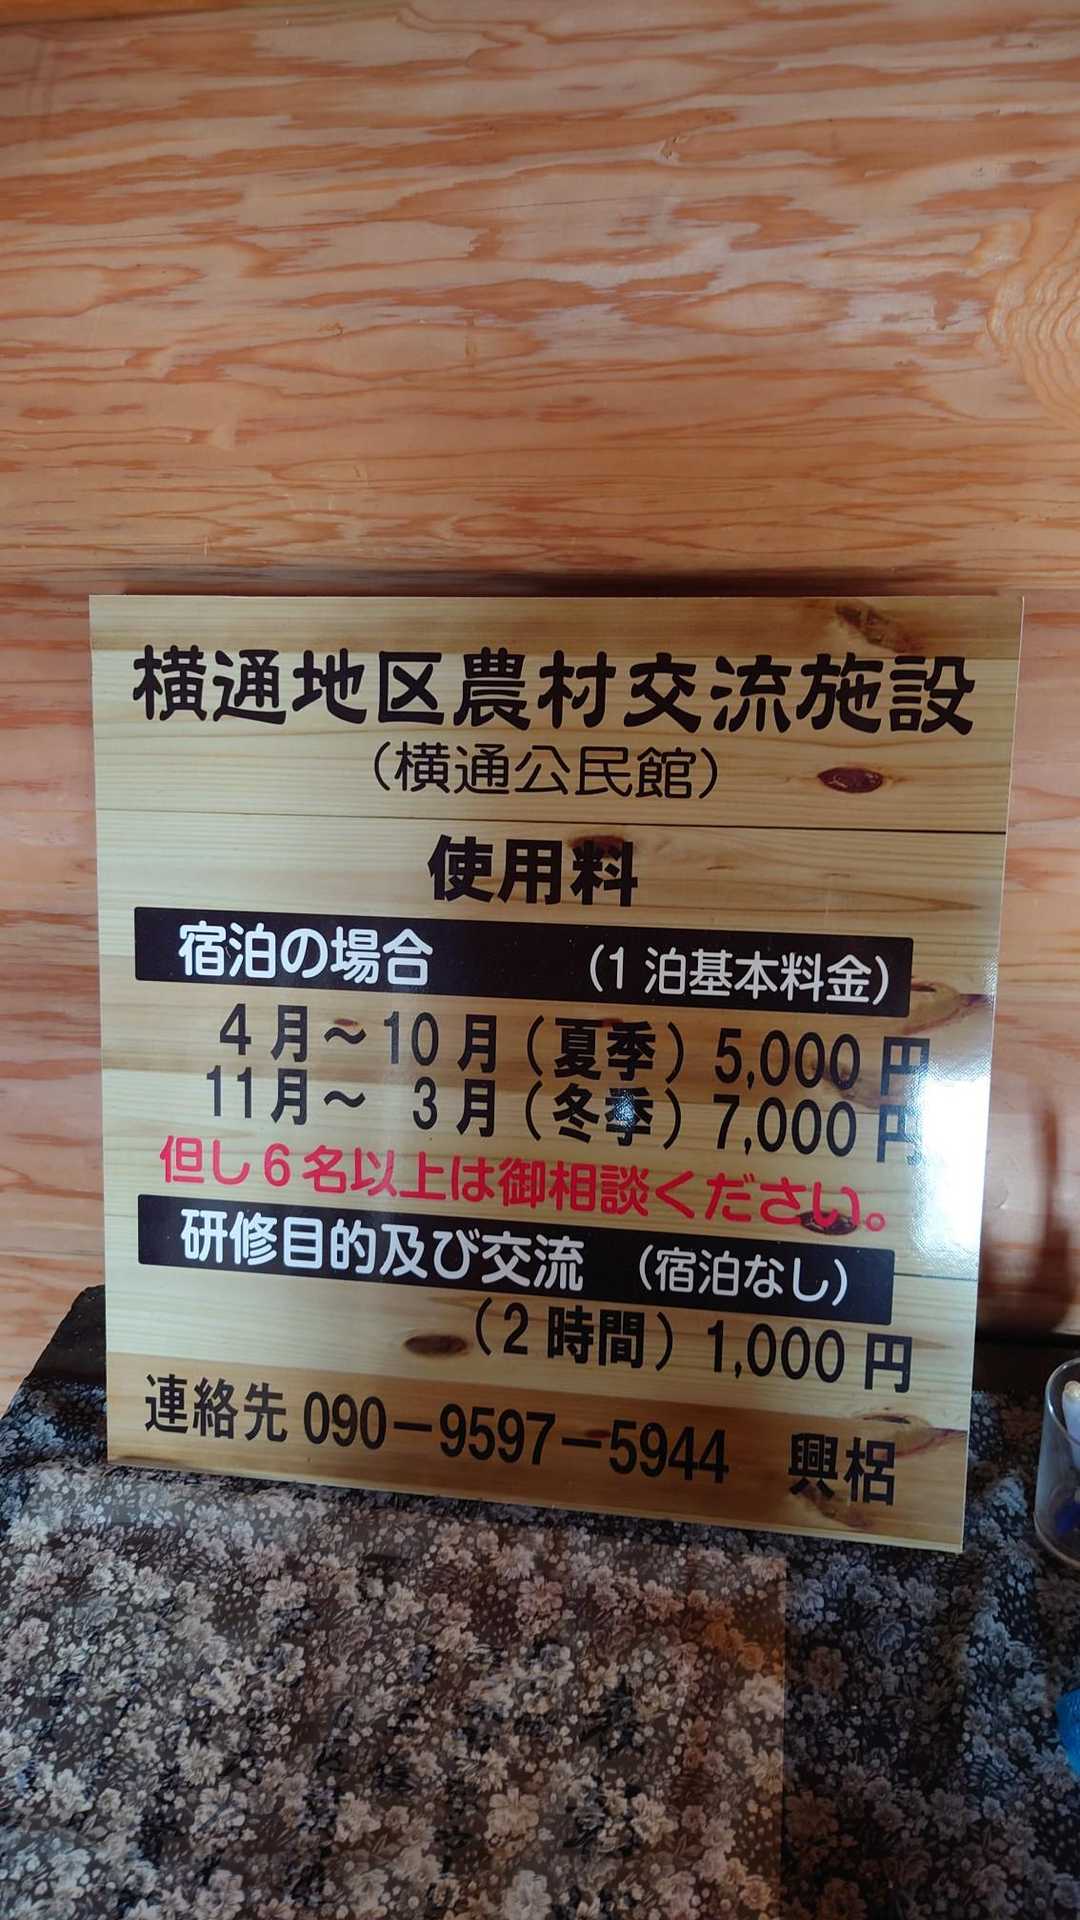 横通地区農村交流施設
（横通公民館）
使用料
宿泊の場合 （1泊基本料金）
4月〜10月（夏季）5,000円
11月〜 3月（冬季）7,000円
但し6名以上は御相談ください。
研修目的及び交流 （宿泊なし）
（2時間）1,000円
連絡先 090－9597－5944 興梠